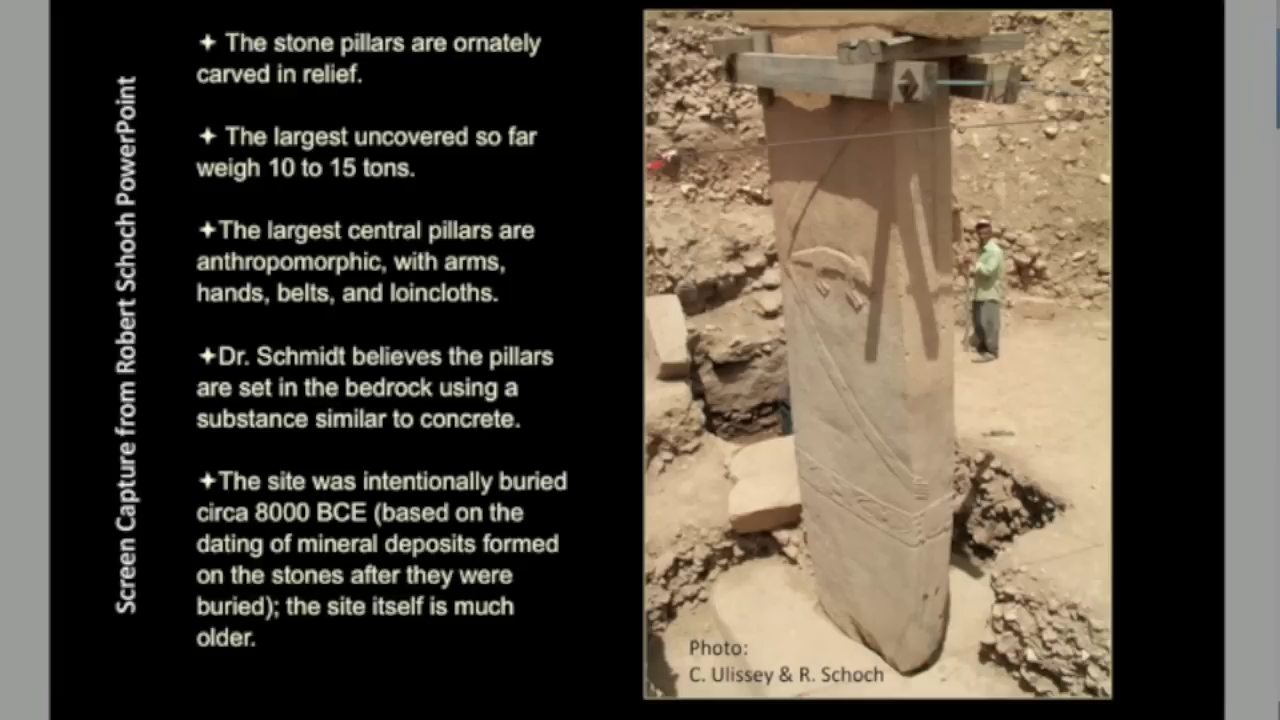 Screen Capture from Robert Schoch PowerPoint
✦ The stone pillars are ornately
carved in relief.
✦ The largest uncovered so far
weigh 10 to 15 tons.
✦The largest central pillars are
anthropomorphic, with arms,
hands, belts, and loincloths.
✦Dr. Schmidt believes the pillars
are set in the bedrock using a
substance similar to concrete.
✦The site was intentionally buried
circa 8000 BCE (based on the
dating of mineral deposits formed
on the stones after they were
buried); the site itself is much
older.
Photo:
C. Ulissey & R. Schoch